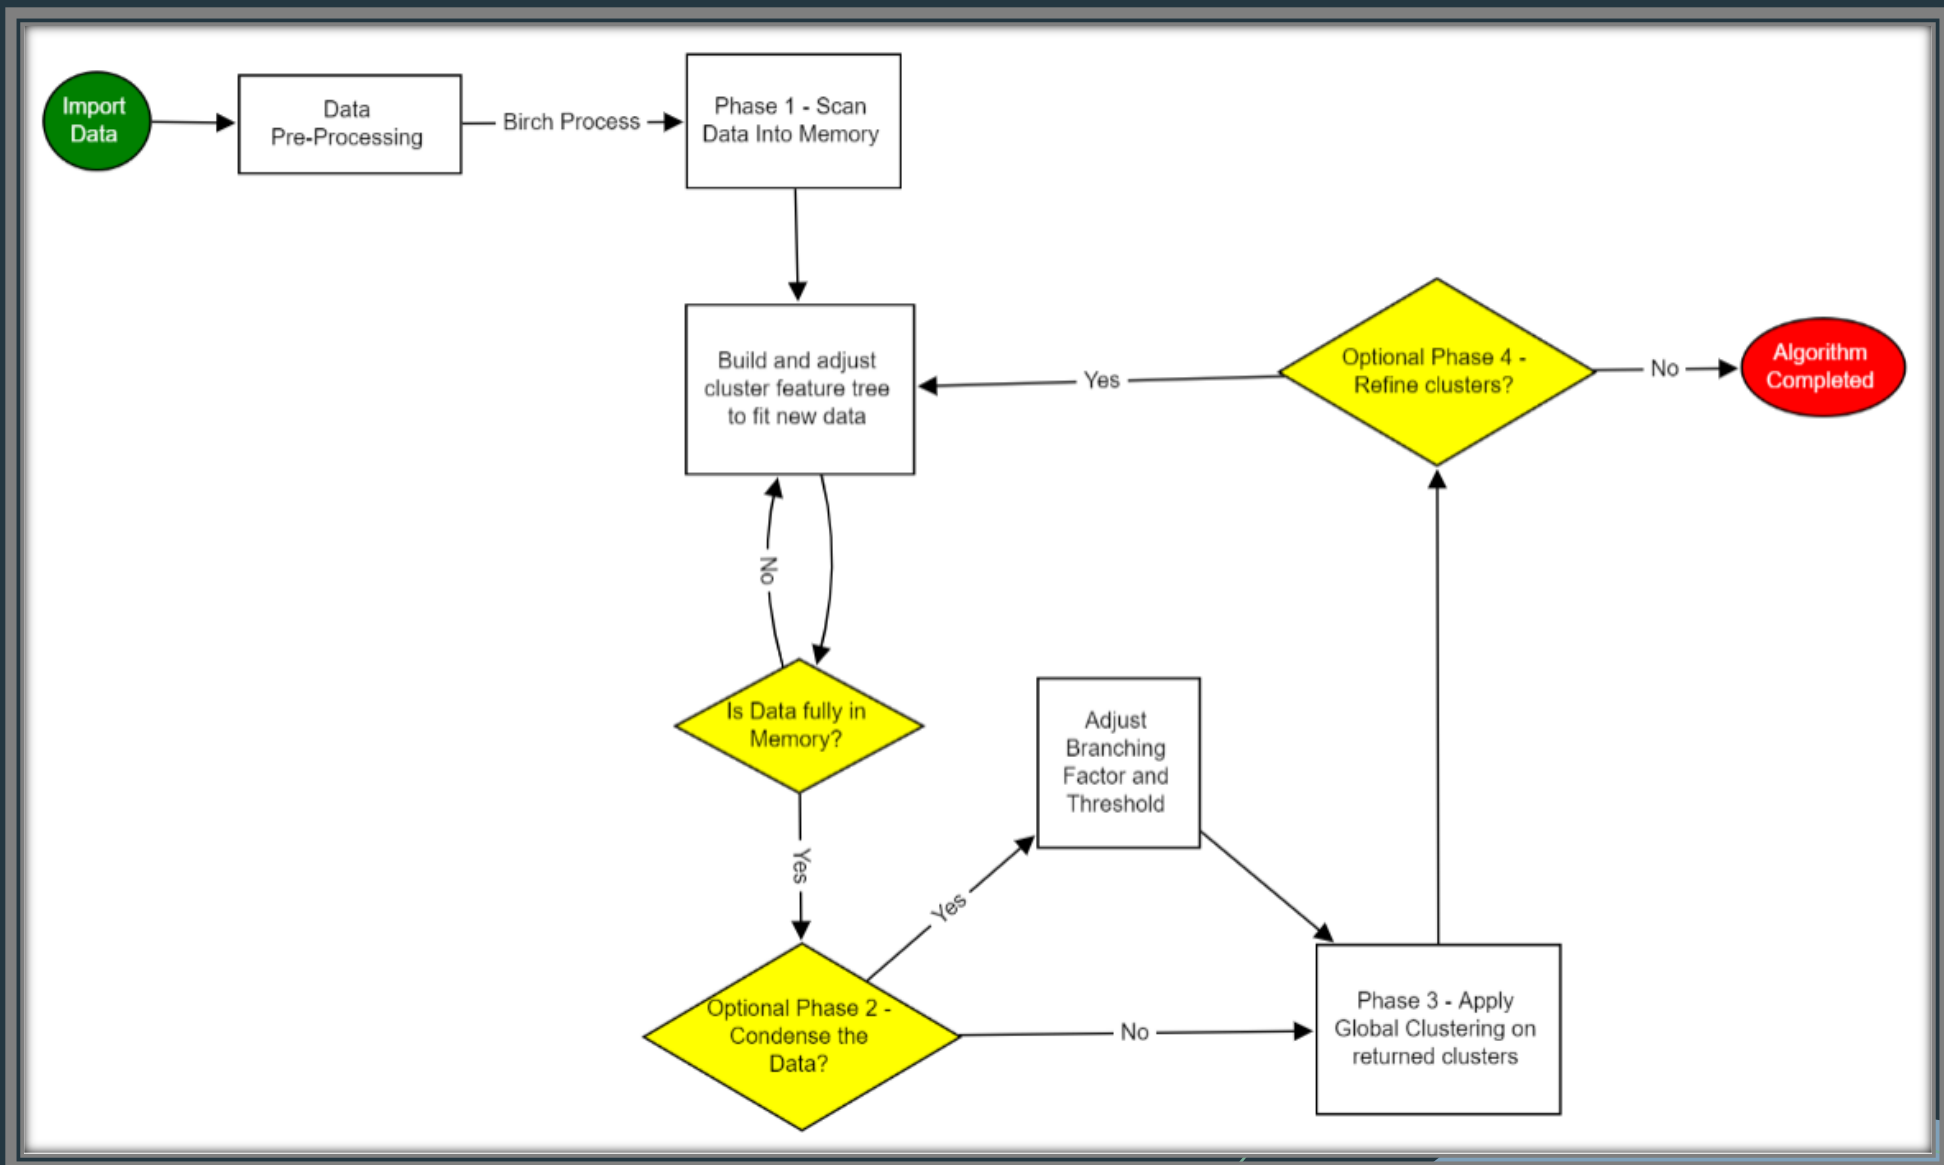 Import
Data
Data
Pre-Processing
Birch Process
Phase 1 - Scan
Data Into Memory
Build and adjust
cluster feature tree
to fit new data
Yes
Optional Phase 4 -
Refine clusters?
No
Algorithm
Completed
No
Is Data fully in
Memory?
Adjust
Branching
Factor and
Threshold
Yes
Yes
Optional Phase 2 -
Condense the
Data?
No
Phase 3 - Apply
Global Clustering on
returned clusters